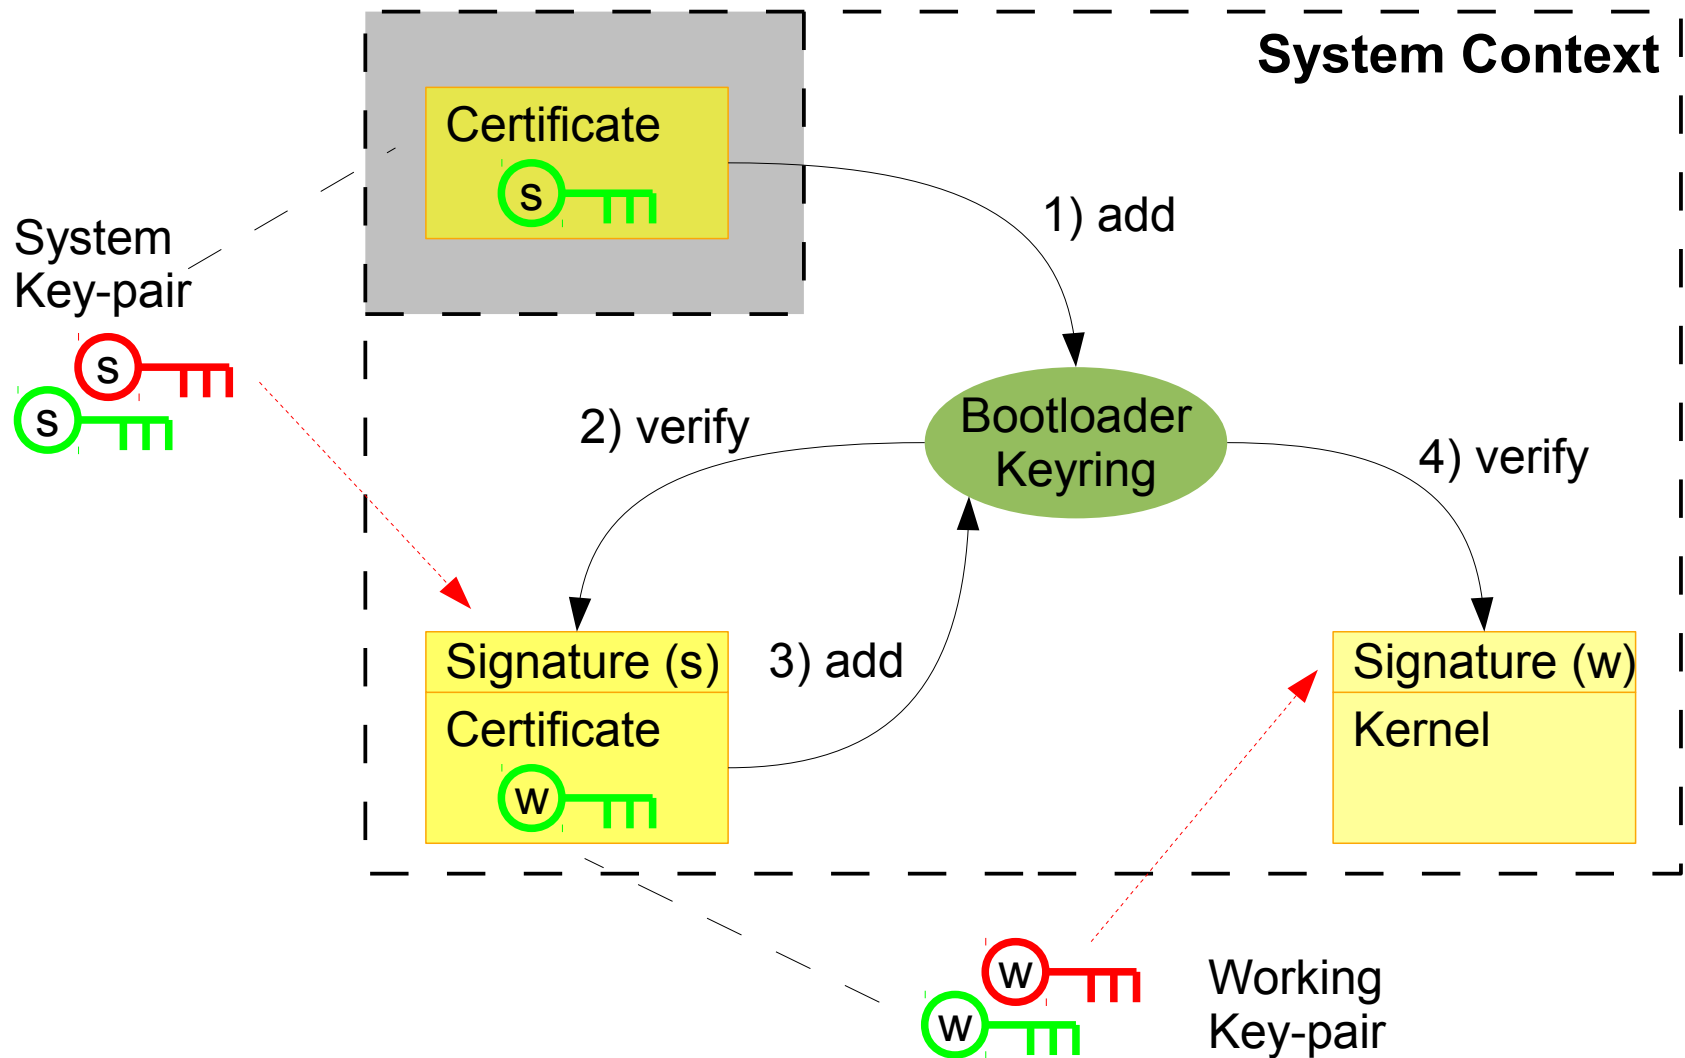 System Context
Certificate
s
1) add
System
Key-pair
s
s
2) verify
Bootloader
Keyring
4) verify
Signature (s)
3) add
Signature (w)
Certificate
Kernel
w
w
w
Working
Key-pair